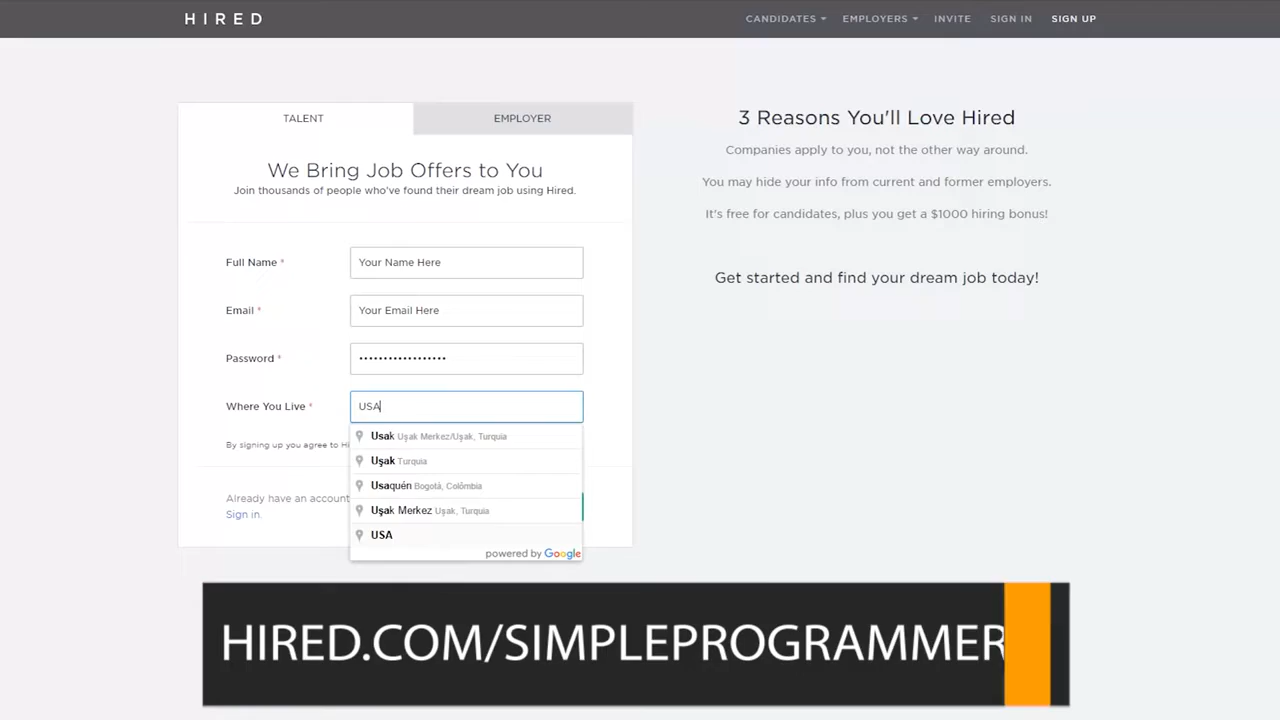 HIRED
CANDIDATES
EMPLOYERS
INVITE
SIGN IN
SIGN UP
TALENT
EMPLOYER
We Bring Job Offers to You
Join thousands of people who've found their dream job using Hired.
Full Name *
Your Name Here
Email *
Your Email Here
Password *
••••••••••••••••••
Where You Live *
USA
Usak Uşak Merkez/Uşak, Turquia
Uşak Turquia
Usaquén Bogotá, Colômbia
Uşak Merkez Uşak, Turquia
USA
powered by Google
By signing up you agree to Hi
Already have an account
Sign in.
3 Reasons You'll Love Hired
Companies apply to you, not the other way around.
You may hide your info from current and former employers.
It's free for candidates, plus you get a $1000 hiring bonus!
Get started and find your dream job today!
HIRED.COM/SIMPLEPROGRAMMER